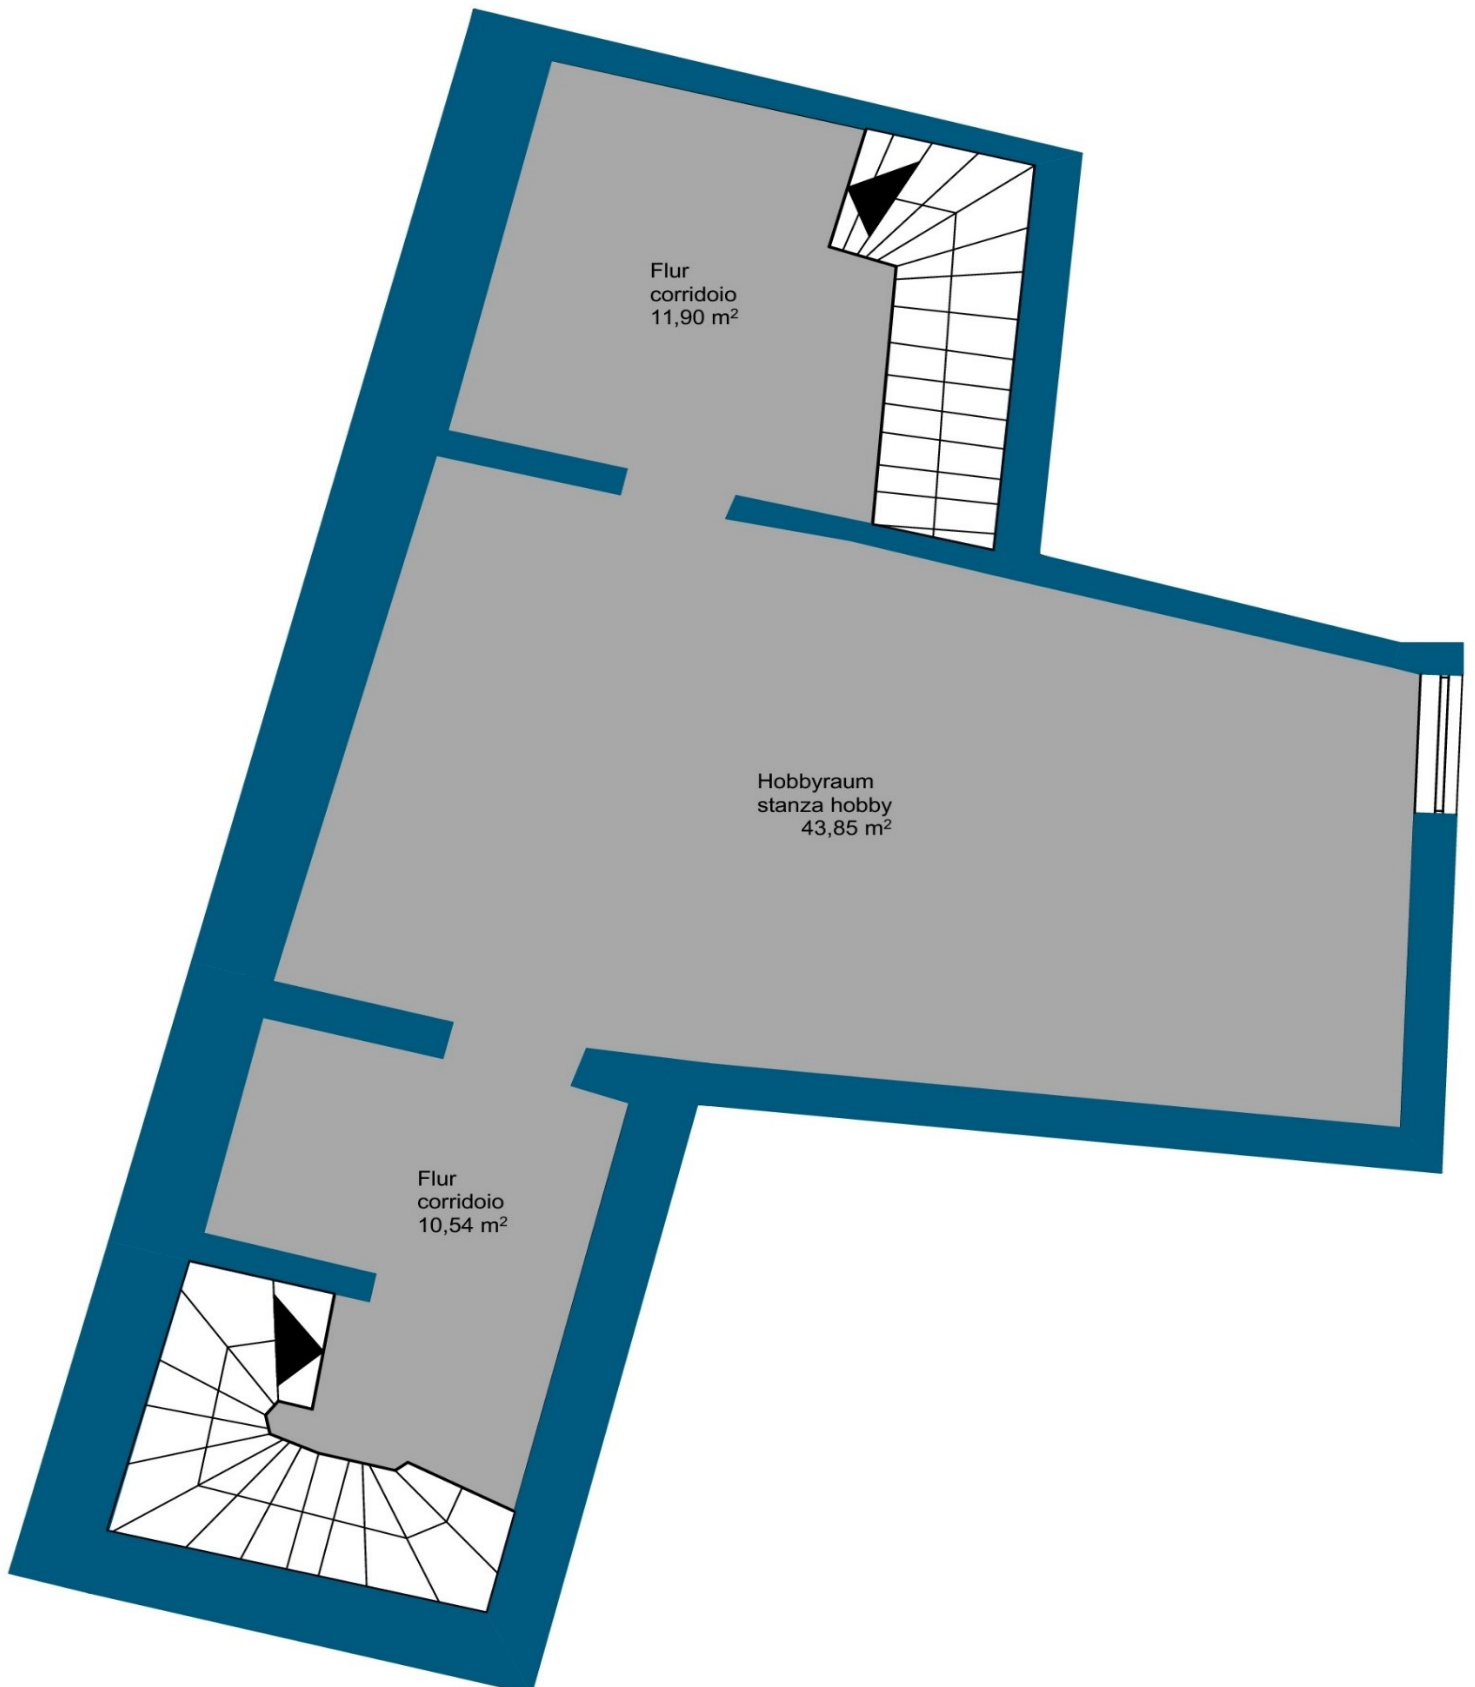 Flur
corridoio
11,90 m²
Hobbyraum
stanza hobby
43,85 m²
Flur
corridoio
10,54 m²